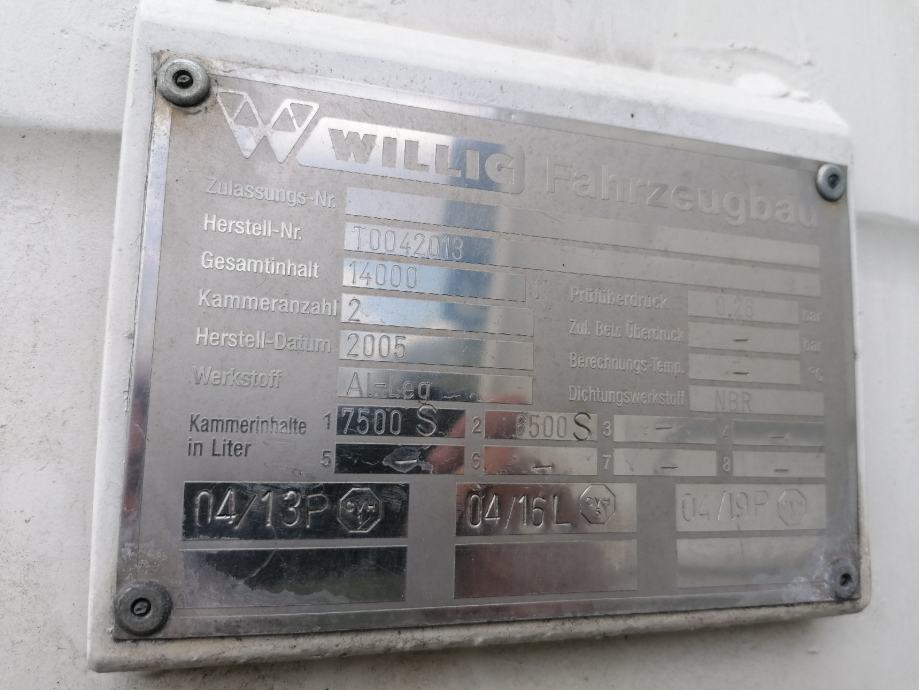 WILLIG Fahrzeugbau
Zulassungs-Nr.
Herstell-Nr. T0042013
Gesamtinhalt 14000 l
Kammeranzahl 2
Herstell-Datum 2005
Werkstoff Al-Leg
Prüfüberdruck bar
Zul. Betr. Überdruck – bar
Berechnungs-Temp. – °C
Dichtungswerkstoff NBR
Kammerinhalte in Liter 1 7500 S 2 6500 S 3 – 4 –
5 – 6 – 7 – 8 –
04/13P 04/16L 04/19P